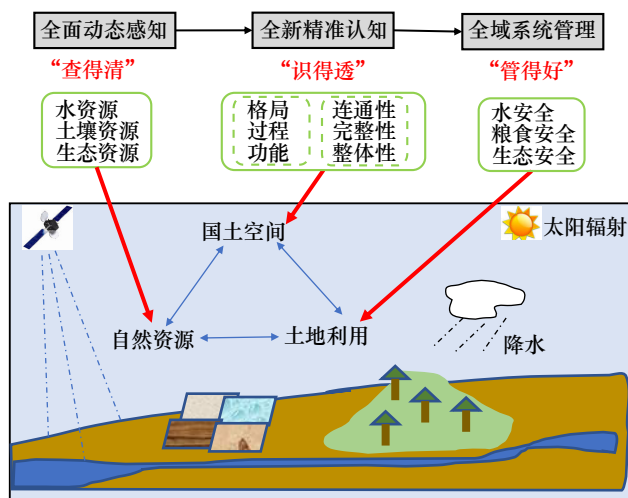 全面动态感知
全新精准认知
全域系统管理
“查得清”
“识得透”
“管得好”
水资源
土壤资源
生态资源
格局
过程
功能
连通性
完整性
整体性
水安全
粮食安全
生态安全
国土空间
太阳辐射
自然资源
土地利用
降水